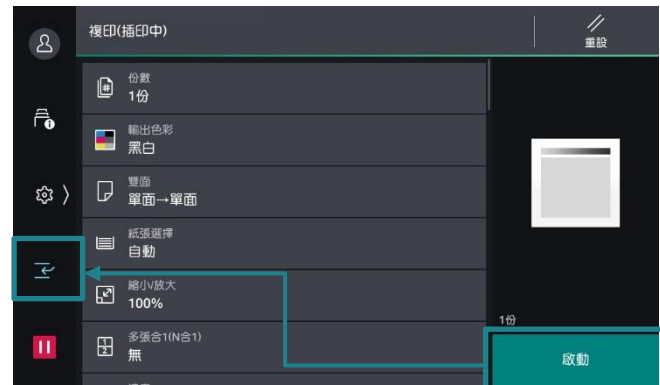 複印(插印中)
重設
份數
1份
輸出色彩
黑白
雙面
單面→單面
紙張選擇
自動
縮小/放大
100%
多張合1(N合1)
無
1份
啟動